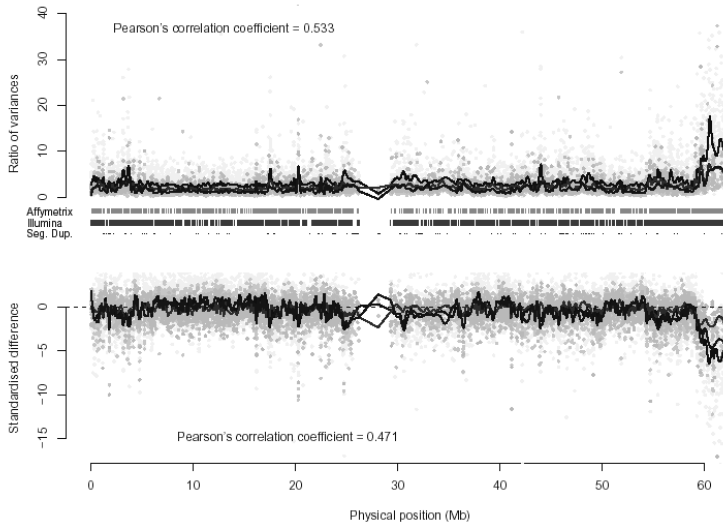 40
Pearson's correlation coefficient = 0.533
30
20
10
0
Ratio of variances
Affymetrix
Illumina
Seg. Dup.
0
−5
−10
−15
Standardised difference
Pearson's correlation coefficient = 0.471
0 10 20 30 40 50 60
Physical position (Mb)